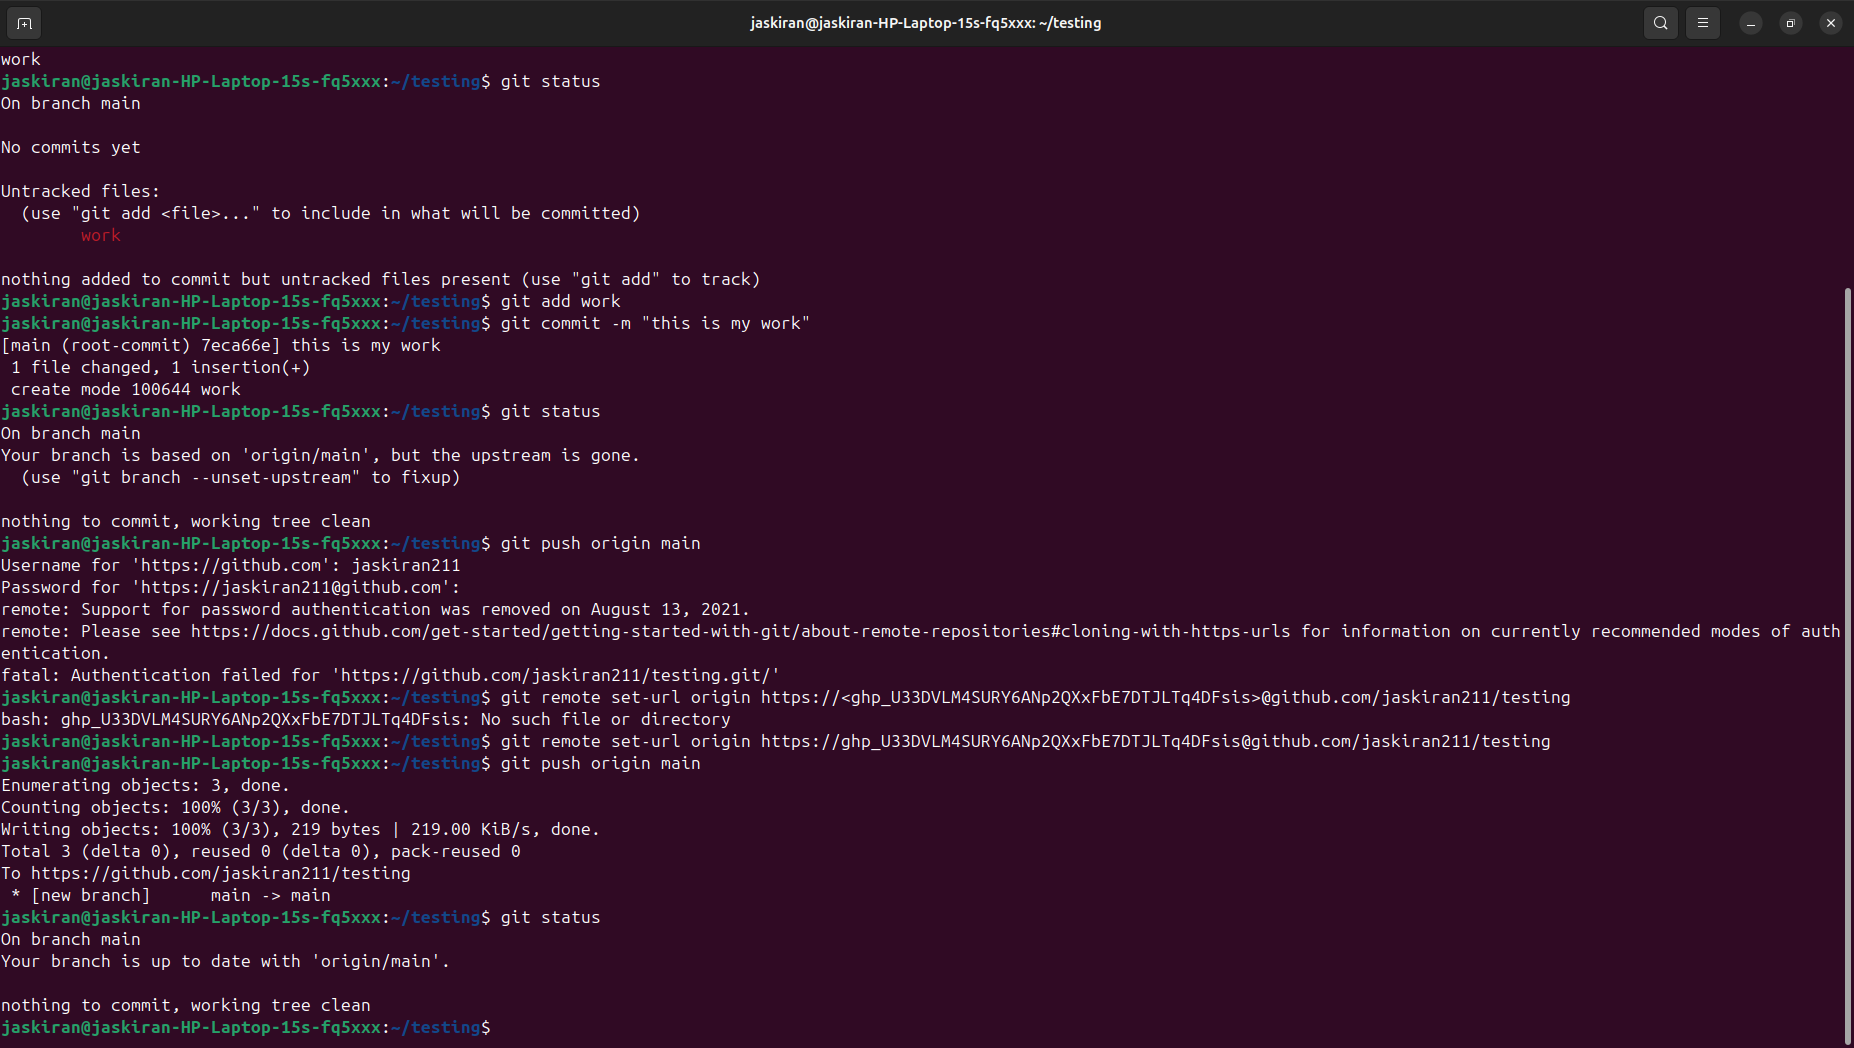 jaskiran@jaskiran-HP-Laptop-15s-fq5xxx: ~/testing
work
jaskiran@jaskiran-HP-Laptop-15s-fq5xxx:~/testing$ git status
On branch main
No commits yet
Untracked files:
  (use "git add <file>..." to include in what will be committed)
        work
nothing added to commit but untracked files present (use "git add" to track)
jaskiran@jaskiran-HP-Laptop-15s-fq5xxx:~/testing$ git add work
jaskiran@jaskiran-HP-Laptop-15s-fq5xxx:~/testing$ git commit -m "this is my work"
[main (root-commit) 7eca66e] this is my work
 1 file changed, 1 insertion(+)
 create mode 100644 work
jaskiran@jaskiran-HP-Laptop-15s-fq5xxx:~/testing$ git status
On branch main
Your branch is based on 'origin/main', but the upstream is gone.
  (use "git branch --unset-upstream" to fixup)
nothing to commit, working tree clean
jaskiran@jaskiran-HP-Laptop-15s-fq5xxx:~/testing$ git push origin main
Username for 'https://github.com': jaskiran211
Password for 'https://jaskiran211@github.com':
remote: Support for password authentication was removed on August 13, 2021.
remote: Please see https://docs.github.com/get-started/getting-started-with-git/about-remote-repositories#cloning-with-https-urls for information on currently recommended modes of auth
entication.
fatal: Authentication failed for 'https://github.com/jaskiran211/testing.git/'
jaskiran@jaskiran-HP-Laptop-15s-fq5xxx:~/testing$ git remote set-url origin https://<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>@github.com/jaskiran211/testing
bash: 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: No such file or directory
jaskiran@jaskiran-HP-Laptop-15s-fq5xxx:~/testing$ git remote set-url origin https://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@github.com/jaskiran211/testing
jaskiran@jaskiran-HP-Laptop-15s-fq5xxx:~/testing$ git push origin main
Enumerating objects: 3, done.
Counting objects: 100% (3/3), done.
Writing objects: 100% (3/3), 219 bytes | 219.00 KiB/s, done.
Total 3 (delta 0), reused 0 (delta 0), pack-reused 0
To https://github.com/jaskiran211/testing
 * [new branch]      main -> main
jaskiran@jaskiran-HP-Laptop-15s-fq5xxx:~/testing$ git status
On branch main
Your branch is up to date with 'origin/main'.
nothing to commit, working tree clean
jaskiran@jaskiran-HP-Laptop-15s-fq5xxx:~/testing$